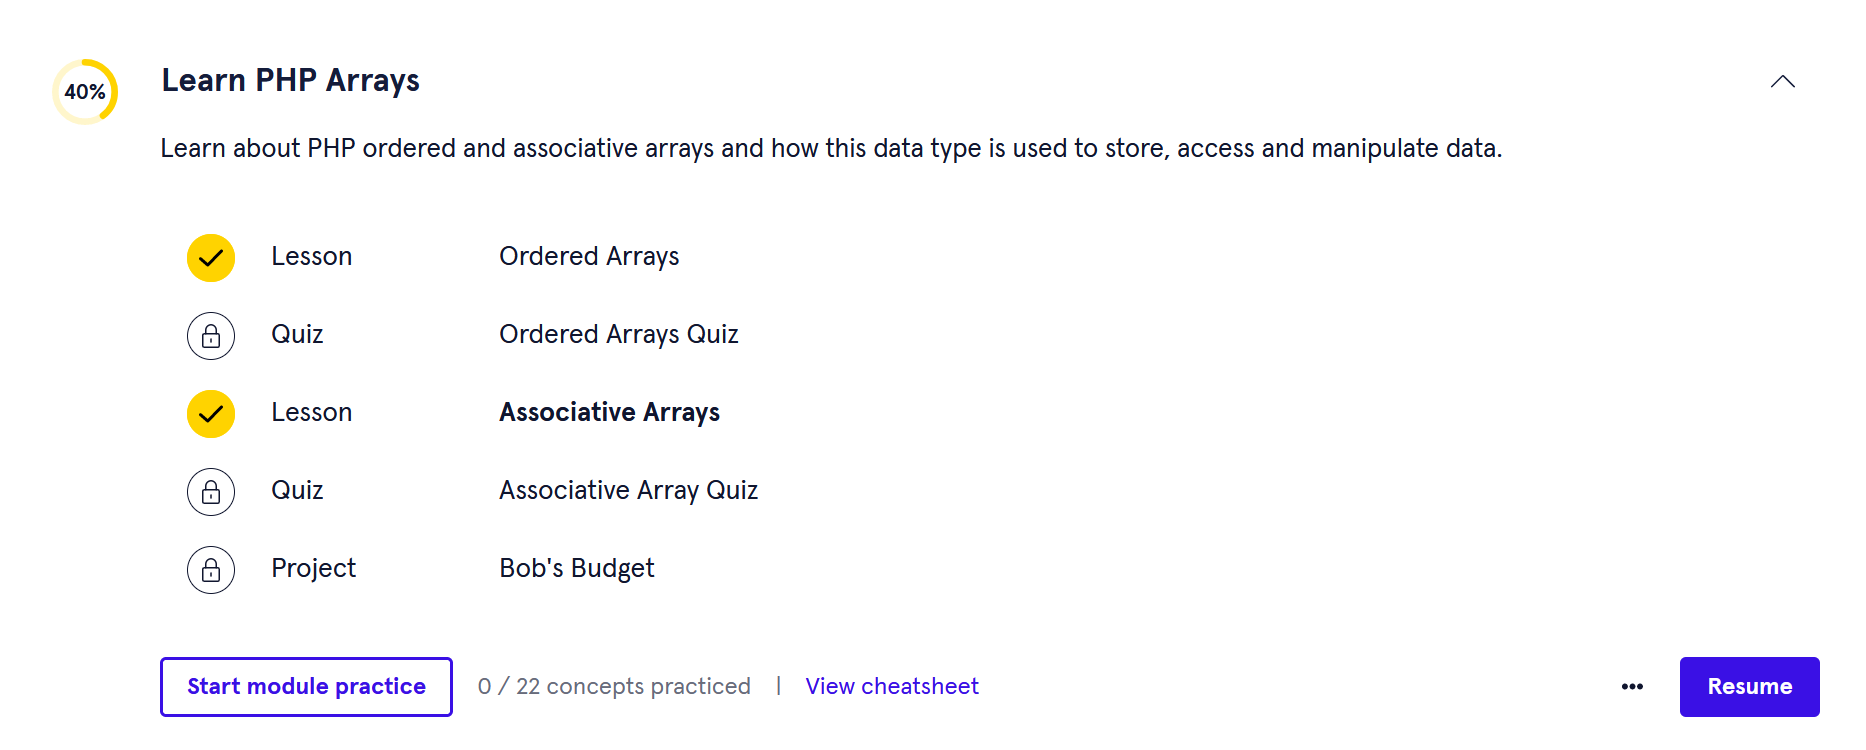 40%
Learn PHP Arrays
Learn about PHP ordered and associative arrays and how this data type is used to store, access and manipulate data.
Lesson Ordered Arrays
Quiz Ordered Arrays Quiz
Lesson Associative Arrays
Quiz Associative Array Quiz
Project Bob's Budget
Start module practice 0 / 22 concepts practiced | View cheatsheet ••• Resume